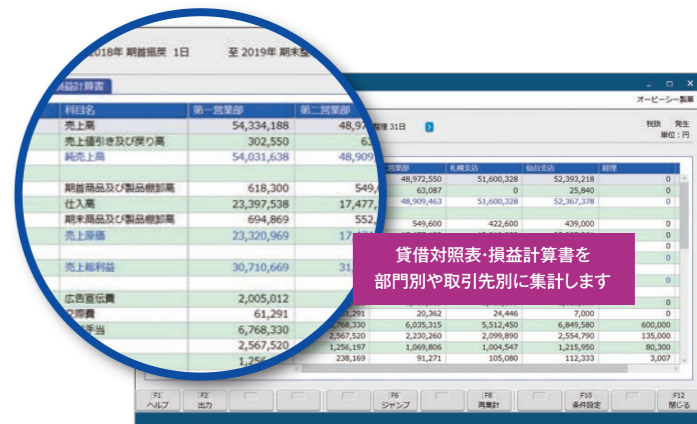 2018年 期首振戻 1日 至 2019年 期末整
損益計算書
科目名 第一営業部 第二営業部
売上高 54,334,188 48,97
売上値引き及び戻り高 302,550 63
純売上高 54,031,638 48,909
期首商品及び製品棚卸高 618,300 549,
仕入高 23,397,538 17,477,
期末商品及び製品棚卸高 694,869 552
売上原価 23,320,969 17
売上総利益 30,710,669 31
広告宣伝費 2,005,012
交際費 61,291
手当 6,768,330
2,567,520
1,256
オービーシー製菓
整理 31日
税抜 発生
単位：円
営業部 札幌支店 仙台支店 経理
48,972,550 51,600,328 52,393,218 0
63,087 0 25,840 0
48,909,463 51,600,328 52,367,378 0
549,600 422,600 439,000 0
貸借対照表・損益計算書を
部門別や取引先別に集計します
20,362 24,446 7,000 0
768,330 6,035,315 5,512,450 6,849,580 600,000
2,567,520 2,230,260 2,099,890 2,554,790 135,000
1,256,197 1,069,806 1,004,547 1,215,950 80,300
238,169 91,271 105,080 112,333 3,007
F1 F2 F6 F8 F10 F12
ヘルプ 出力 ジャンプ 再集計 条件設定 閉じる